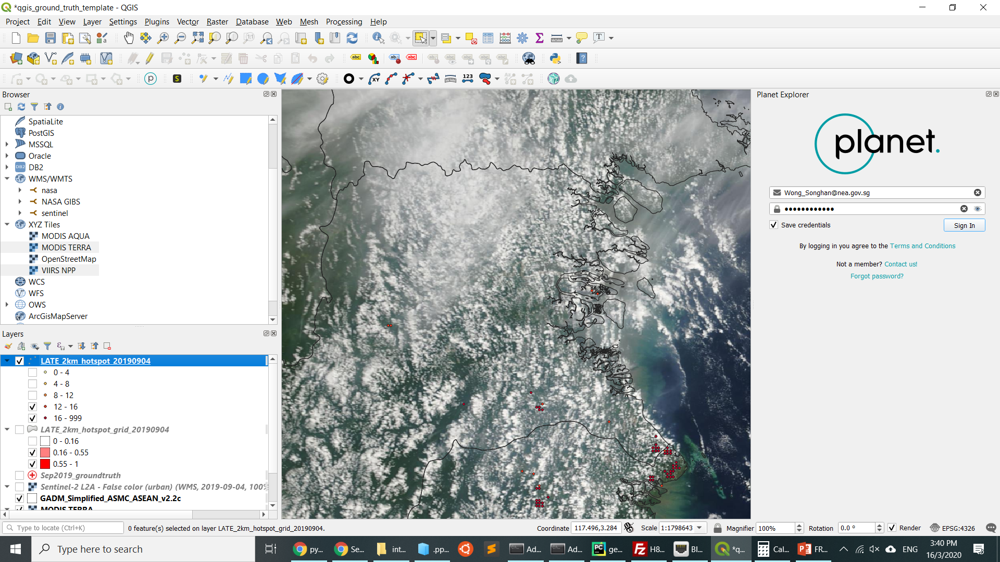 *qgis_ground_truth_template - QGIS
Project Edit View Layer Settings Plugins Vector Raster Database Web Mesh Processing Help
Browser
SpatiaLite
PostGIS
MSSQL
Oracle
DB2
WMS/WMTS
nasa
NASA GIBS
sentinel
XYZ Tiles
MODIS AQUA
MODIS TERRA
OpenStreetMap
VIIRS NPP
WCS
WFS
OWS
ArcGisMapServer
Layers
LATE_2km_hotspot_20190904
0 - 4
4 - 8
8 - 12
12 - 16
16 - 999
LATE_2km_hotspot_grid_20190904
0 - 0.16
0.16 - 0.55
0.55 - 1
Sep2019_groundtruth
Sentinel-2 L2A - False color (urban) (WMS, 2019-09-04, 100%
GADM_Simplified_ASMC_ASEAN_v2.2c
MODIS TERRA
Planet Explorer
planet.
Wong_Songhan@nea.gov.sg
Save credentials
Sign In
By logging in you agree to the Terms and Conditions
Not a member? Contact us!
Forgot password?
Type to locate (Ctrl+K)
0 feature(s) selected on layer LATE_2km_hotspot_grid_20190904.
Coordinate 117.496,3.284
Scale 1:1798643
Magnifier 100%
Rotation 0.0 °
Render
EPSG:4326
Type here to search
py...
Se...
int...
.pp...
Ad...
Ad...
ge...
H8...
Bl...
*q...
Cal...
FR...
ENG
3:40 PM
16/3/2020